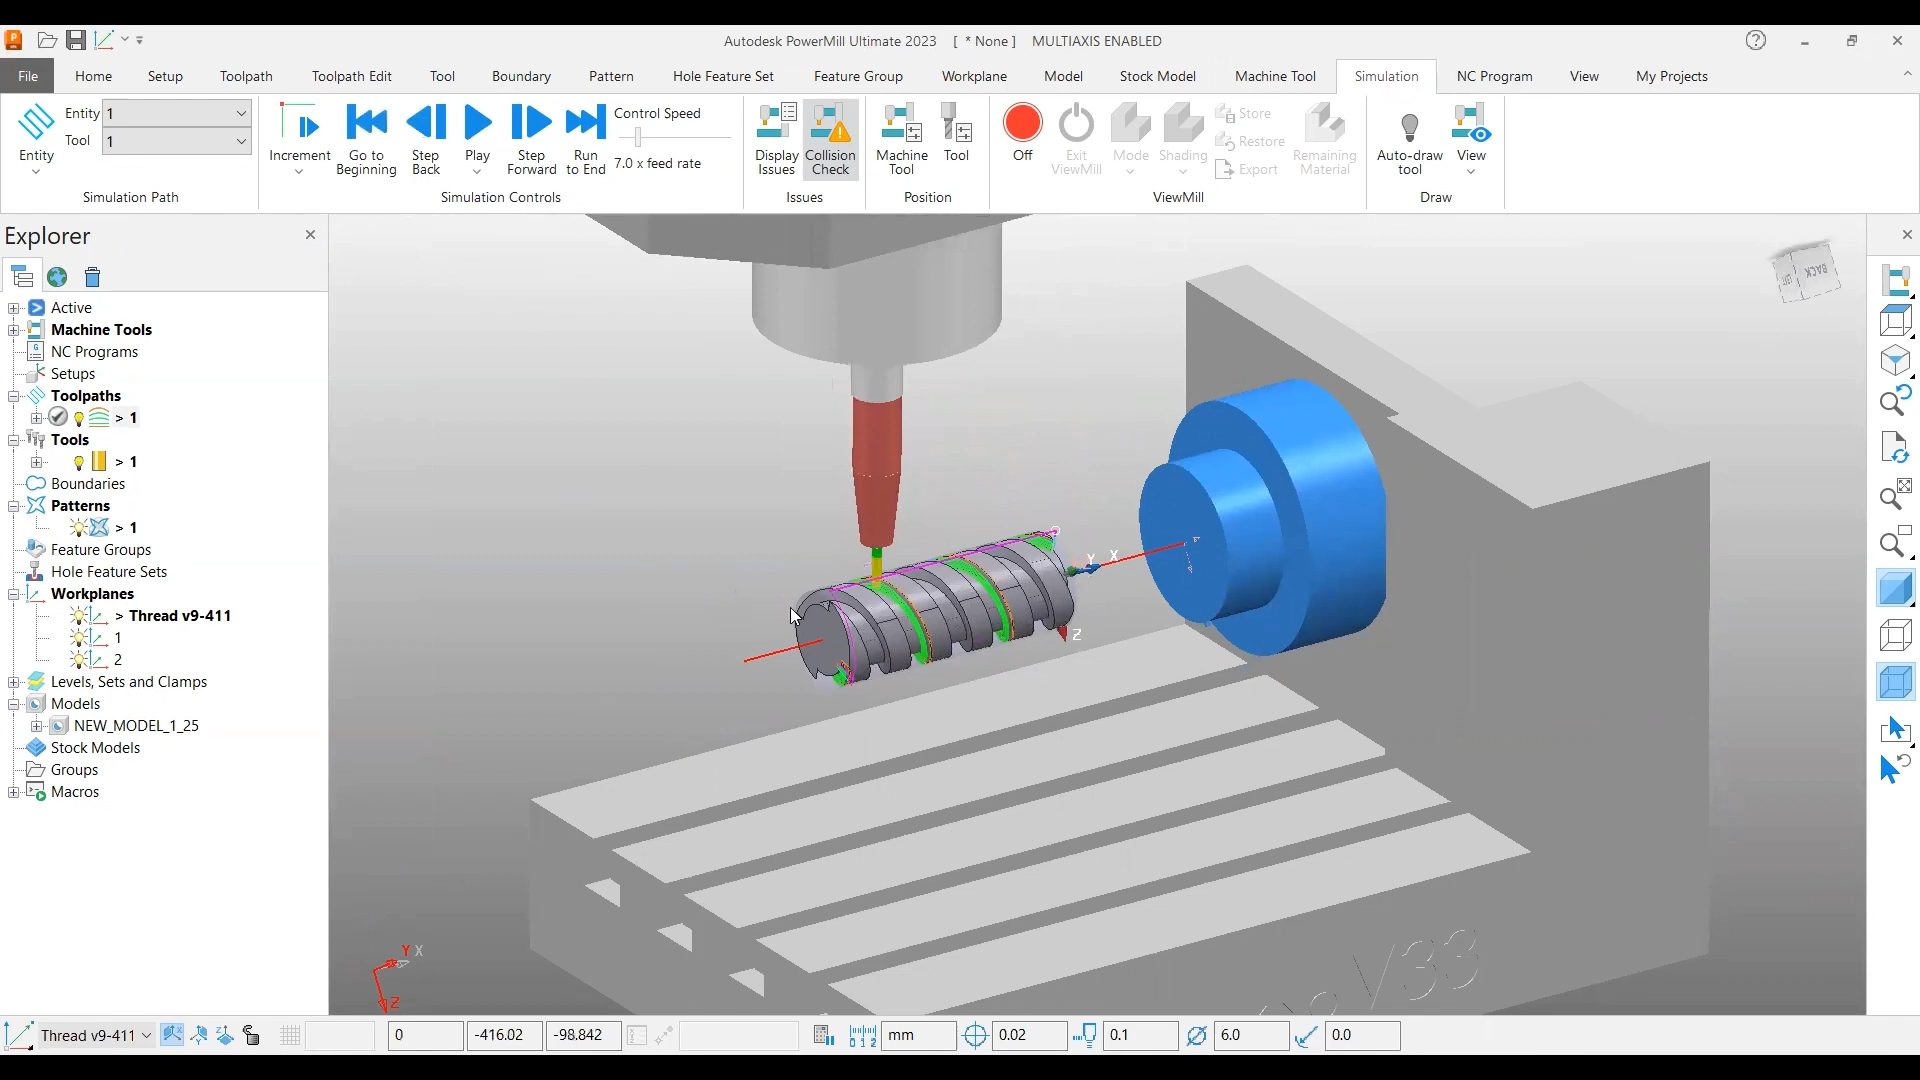 Autodesk PowerMill Ultimate 2023 [ * None ] MULTIAXIS ENABLED
File Home Setup Toolpath Toolpath Edit Tool Boundary Pattern Hole Feature Set Feature Group Workplane Model Stock Model Machine Tool Simulation NC Program View My Projects
Entity
Entity 1
Tool 1
Simulation Path
Increment
Go to Beginning
Step Back
Play
Step Forward
Run to End
Control Speed
7.0 x feed rate
Simulation Controls
Display Issues
Collision Check
Issues
Machine Tool
Tool
Position
Off
Exit ViewMill
Mode
Shading
Store
Restore
Export
Remaining Material
ViewMill
Auto-draw tool
View
Draw
Explorer
Active
Machine Tools
NC Programs
Setups
Toolpaths
> 1
Tools
> 1
Boundaries
Patterns
> 1
Feature Groups
Hole Feature Sets
Workplanes
> Thread v9-411
1
2
Levels, Sets and Clamps
Models
NEW_MODEL_1_25
Stock Models
Groups
Macros
BACK
Y X
Z
Y X
Z
V33
Thread v9-411 0 -416.02 -98.842 mm 0.02 0.1 6.0 0.0